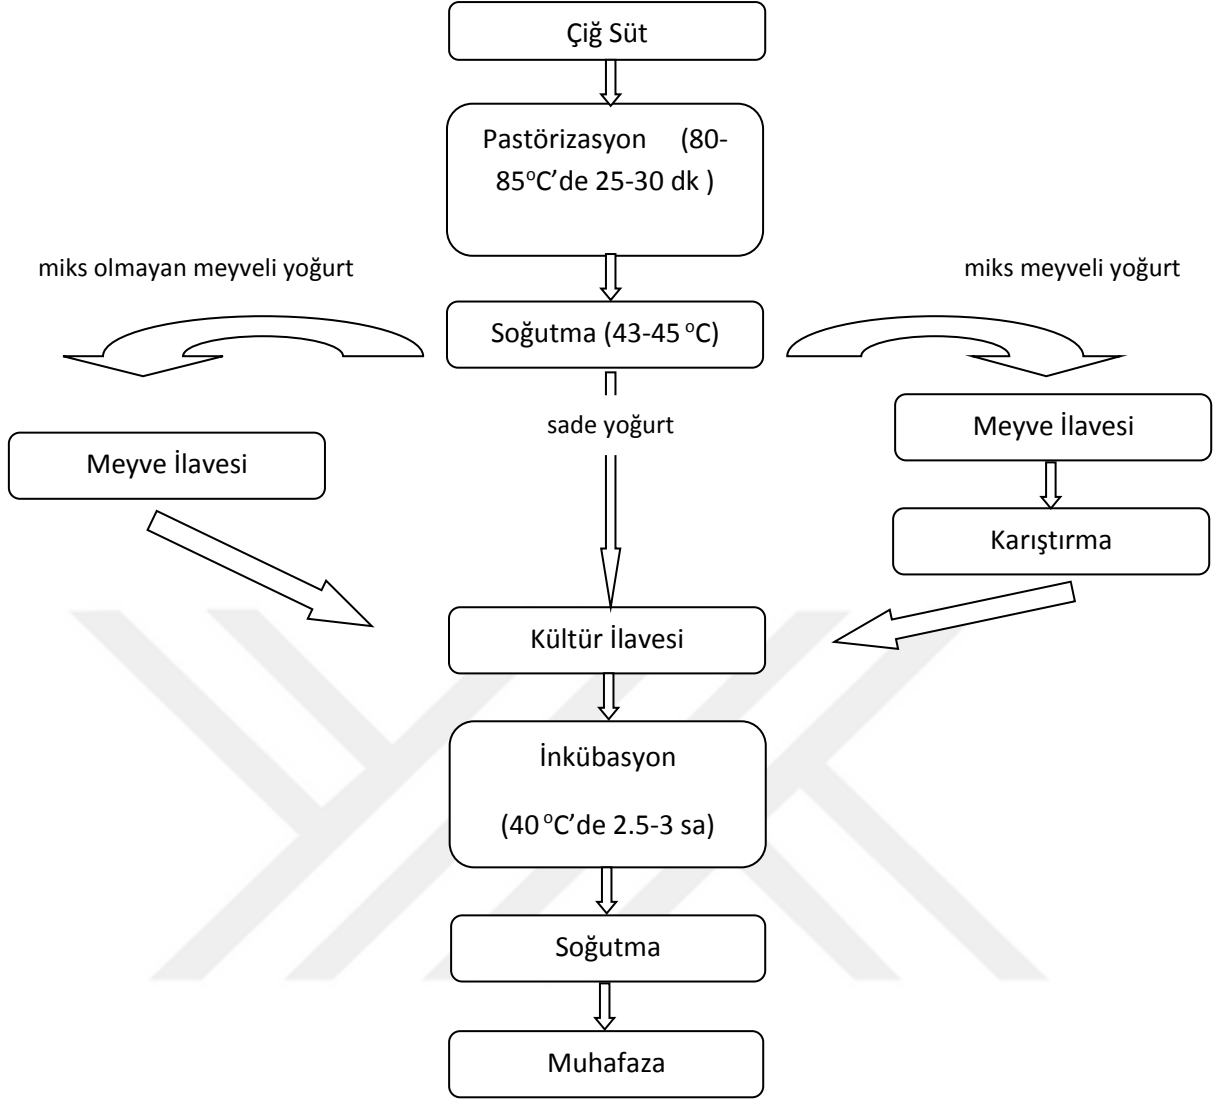 Çiğ Süt
Pastörizasyon (80-
85°C’de 25-30 dk )
miks olmayan meyveli yoğurt
miks meyveli yoğurt
Soğutma (43-45 °C)
sade yoğurt
Meyve İlavesi
Meyve İlavesi
Karıştırma
Kültür İlavesi
İnkübasyon
(40 °C’de 2.5-3 sa)
Soğutma
Muhafaza